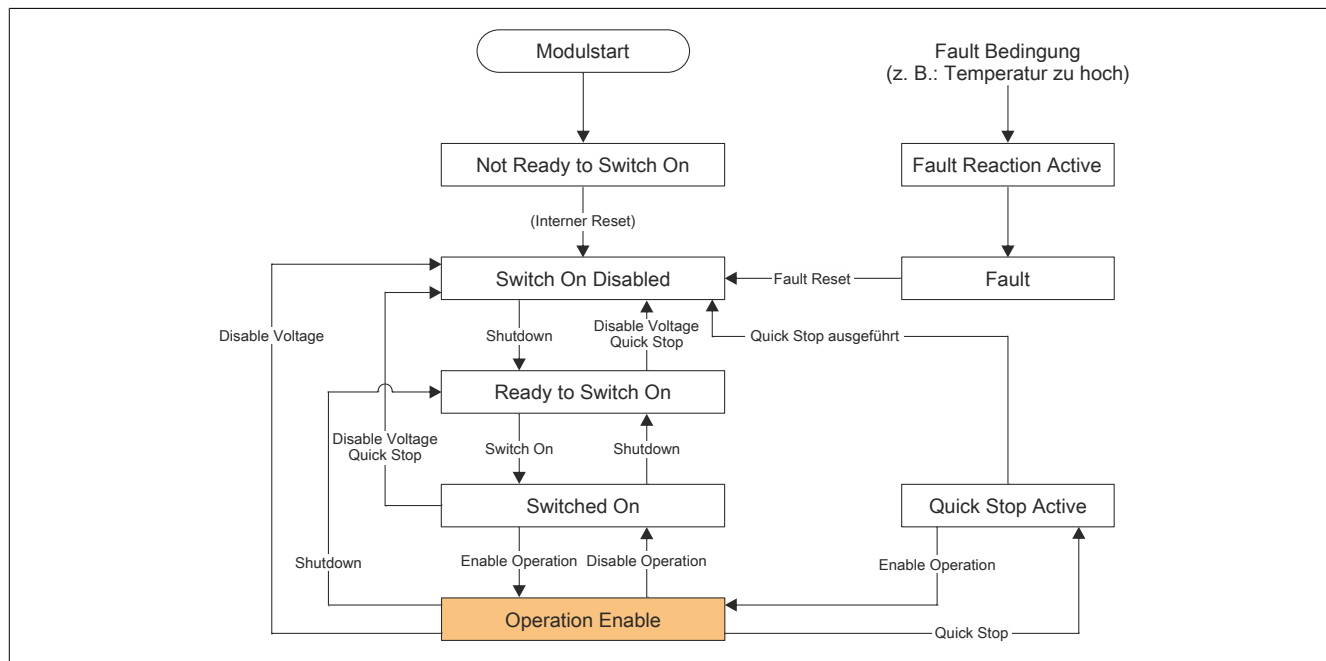 Modulstart
Fault Bedingung
(z. B.: Temperatur zu hoch)
Not Ready to Switch On
Fault Reaction Active
(Interner Reset)
Switch On Disabled
Fault Reset
Fault
Disable Voltage
Shutdown
Disable Voltage
Quick Stop
Quick Stop ausgeführt
Ready to Switch On
Disable Voltage
Quick Stop
Switch On
Shutdown
Switched On
Quick Stop Active
Shutdown
Enable Operation
Disable Operation
Enable Operation
Operation Enable
Quick Stop